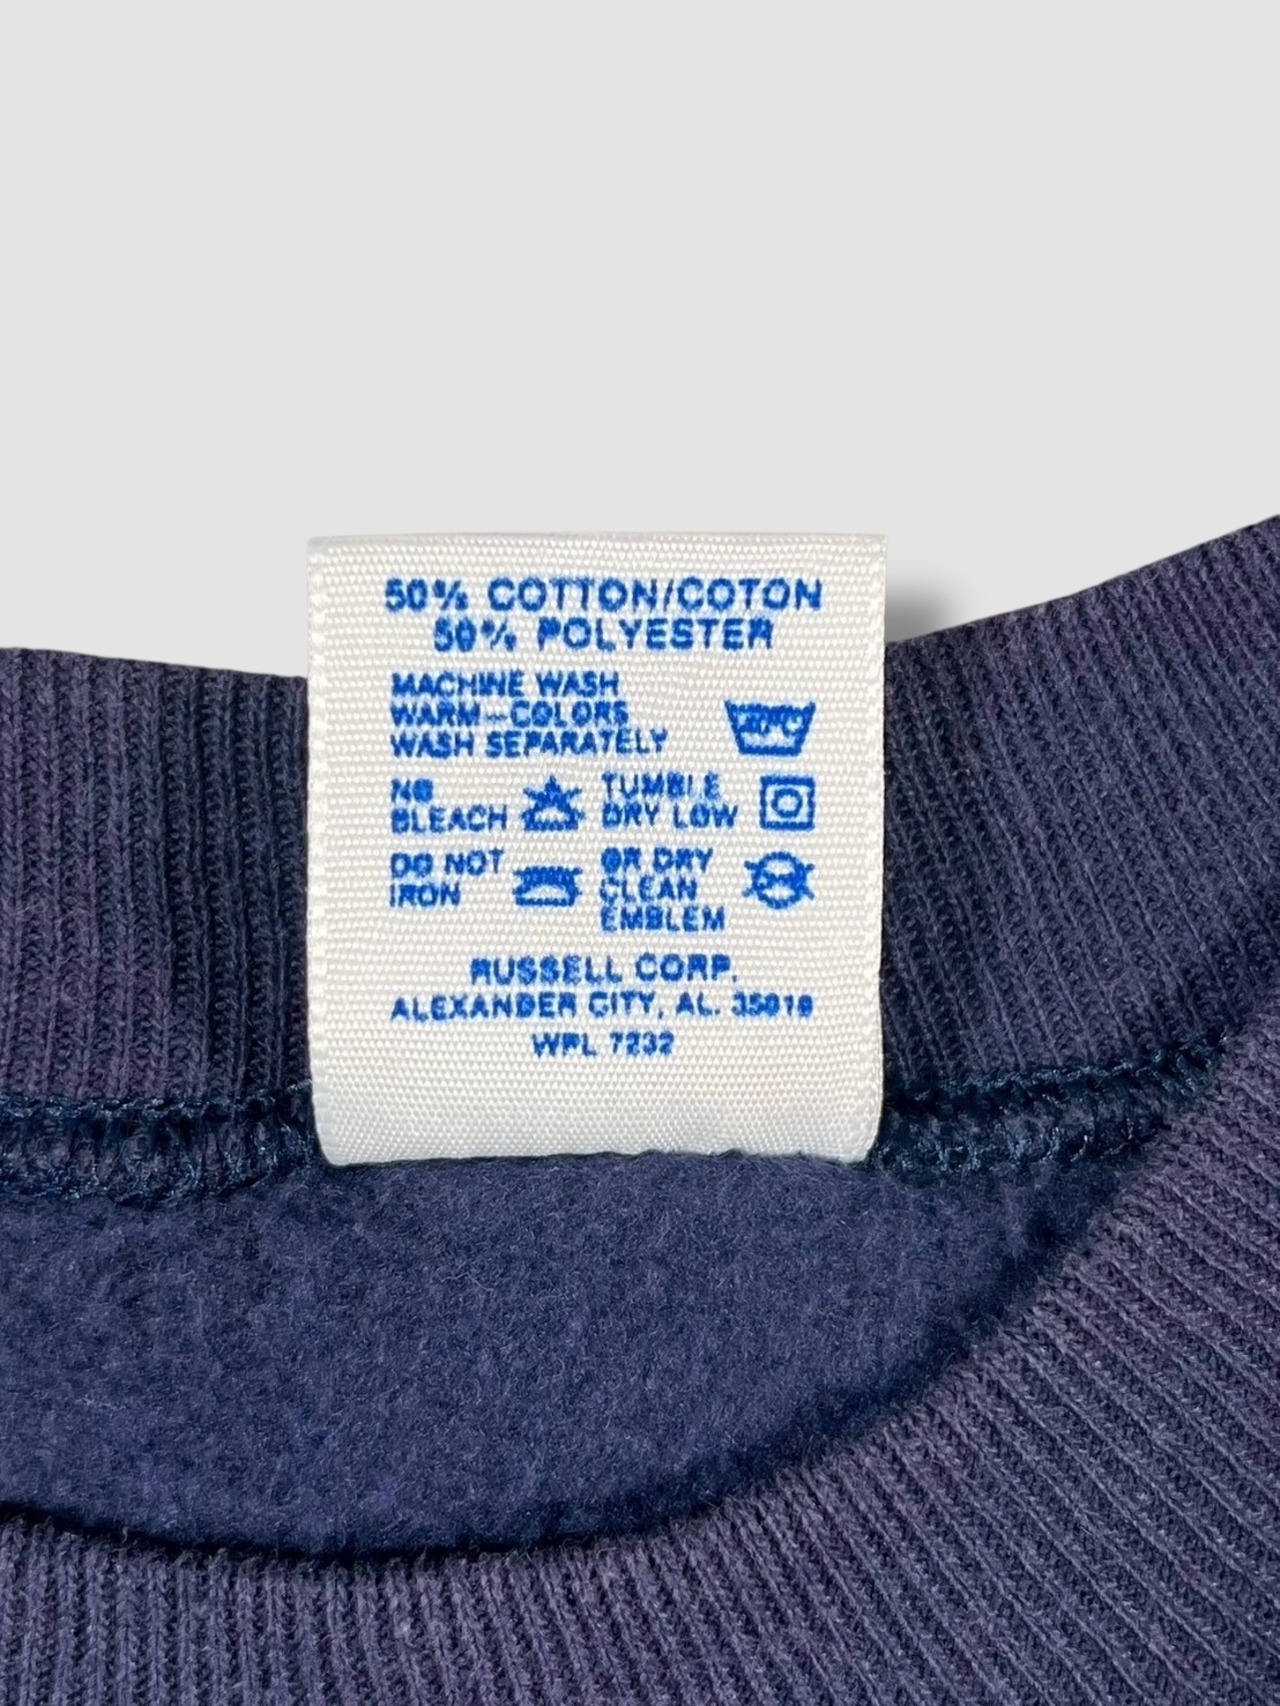 50% COTTON/COTON
50% POLYESTER
MACHINE WASH
WARM—COLORS
WASH SEPARATELY
NO
BLEACH
TUMBLE
DRY LOW
DO NOT
IRON
OR DRY
CLEAN
EMBLEM
RUSSELL CORP.
ALEXANDER CITY, AL. 35010
WPL 7232